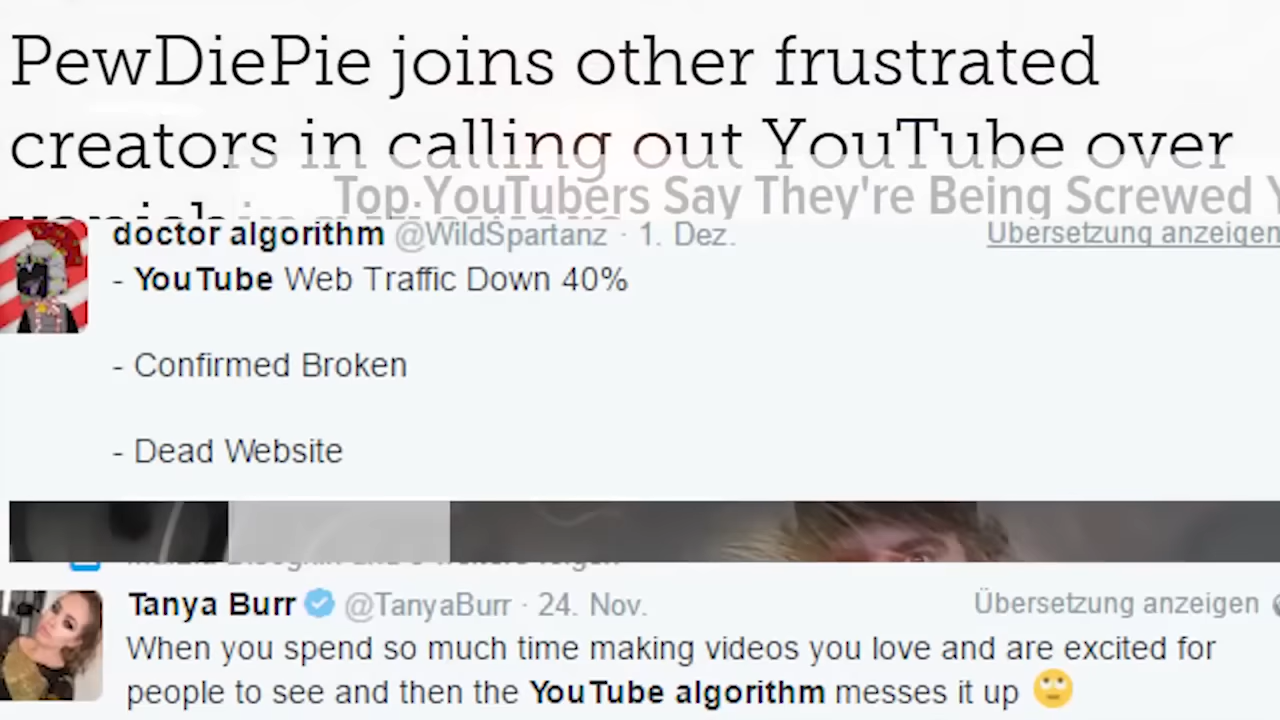 PewDiePie joins other frustrated
creators in calling out YouTube over
Top YouTubers Say They're Being Screwed
doctor algorithm @WildSpartanz · 1. Dez.
Übersetzung anzeigen
- YouTube Web Traffic Down 40%
- Confirmed Broken
- Dead Website
Tanya Burr @TanyaBurr · 24. Nov.
Übersetzung anzeigen
When you spend so much time making videos you love and are excited for
people to see and then the YouTube algorithm messes it up 🙄